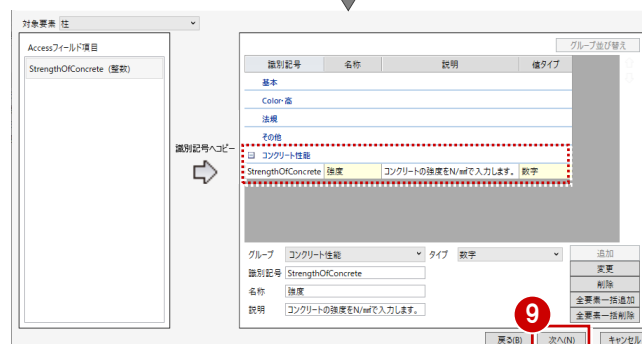 対象要素 柱
Accessフィールド項目
StrengthOfConcrete (整数)
識別記号へコピー
グループ並び替え
識別記号 名称 説明 値タイプ
基本
Color・高
法規
その他
コンクリート性能
StrengthOfConcrete 強度 コンクリートの強度をN/㎟で入力します。 数字
グループ コンクリート性能 タイプ 数字
識別記号 StrengthOfConcrete
名称 強度
説明 コンクリートの強度をN/㎟で入力します。
追加
変更
削除
全要素一括追加
全要素一括削除
9
戻る(B) 次へ(N) キャンセル